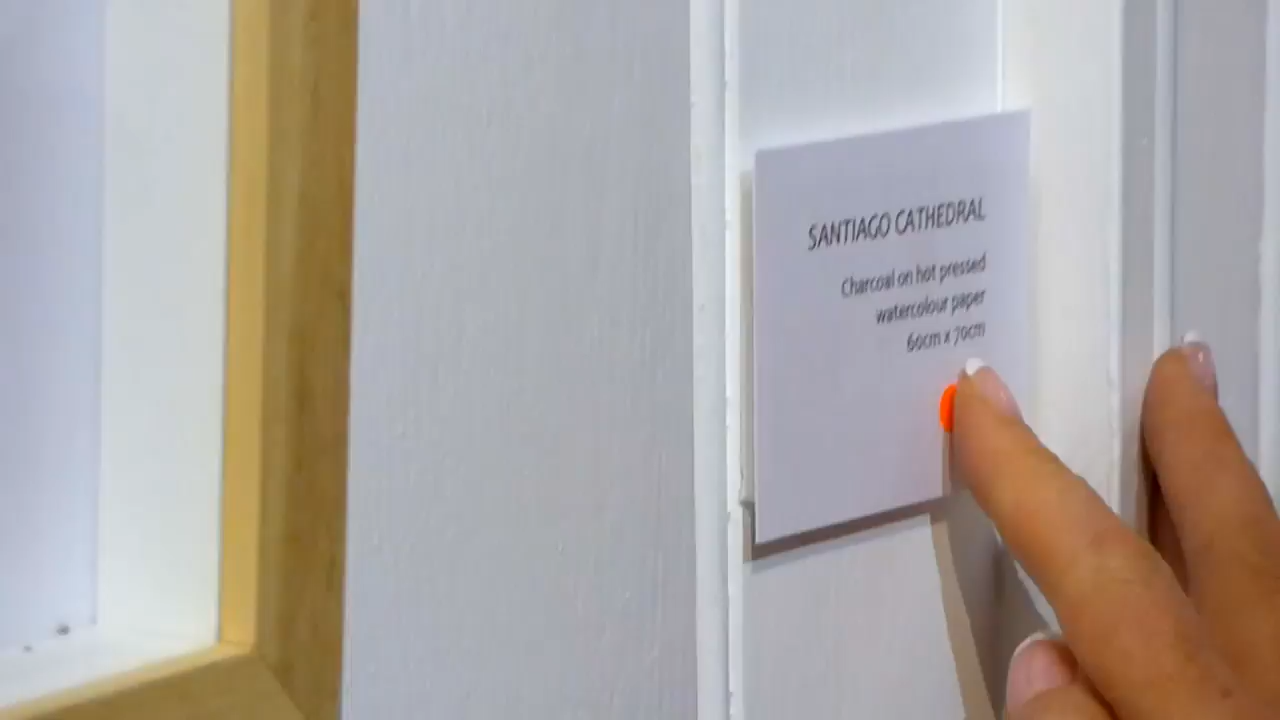 SANTIAGO CATHEDRAL
Charcoal on hot pressed
watercolour paper
60cm x 70cm